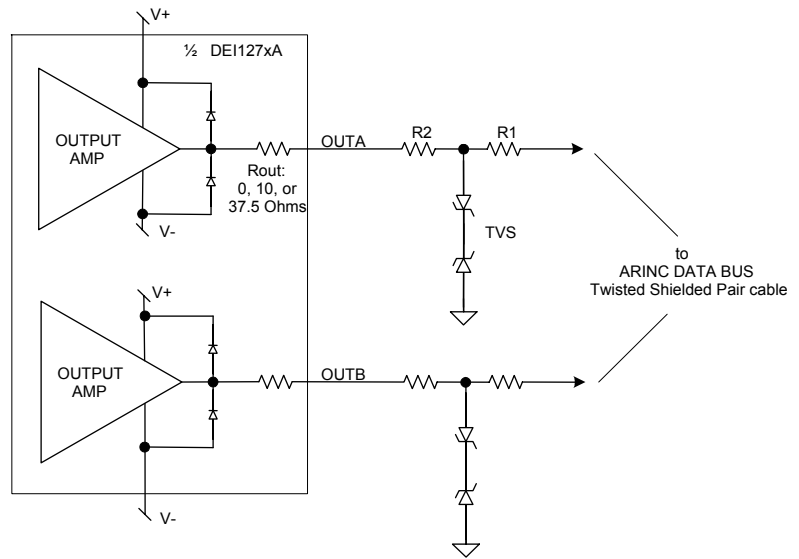 V+
½ DEI127xA
OUTPUT
AMP
OUTA
R2
R1
Rout:
0, 10, or
37.5 Ohms
V-
TVS
to
ARINC DATA BUS
Twisted Shielded Pair cable
V+
OUTPUT
AMP
OUTB
V-